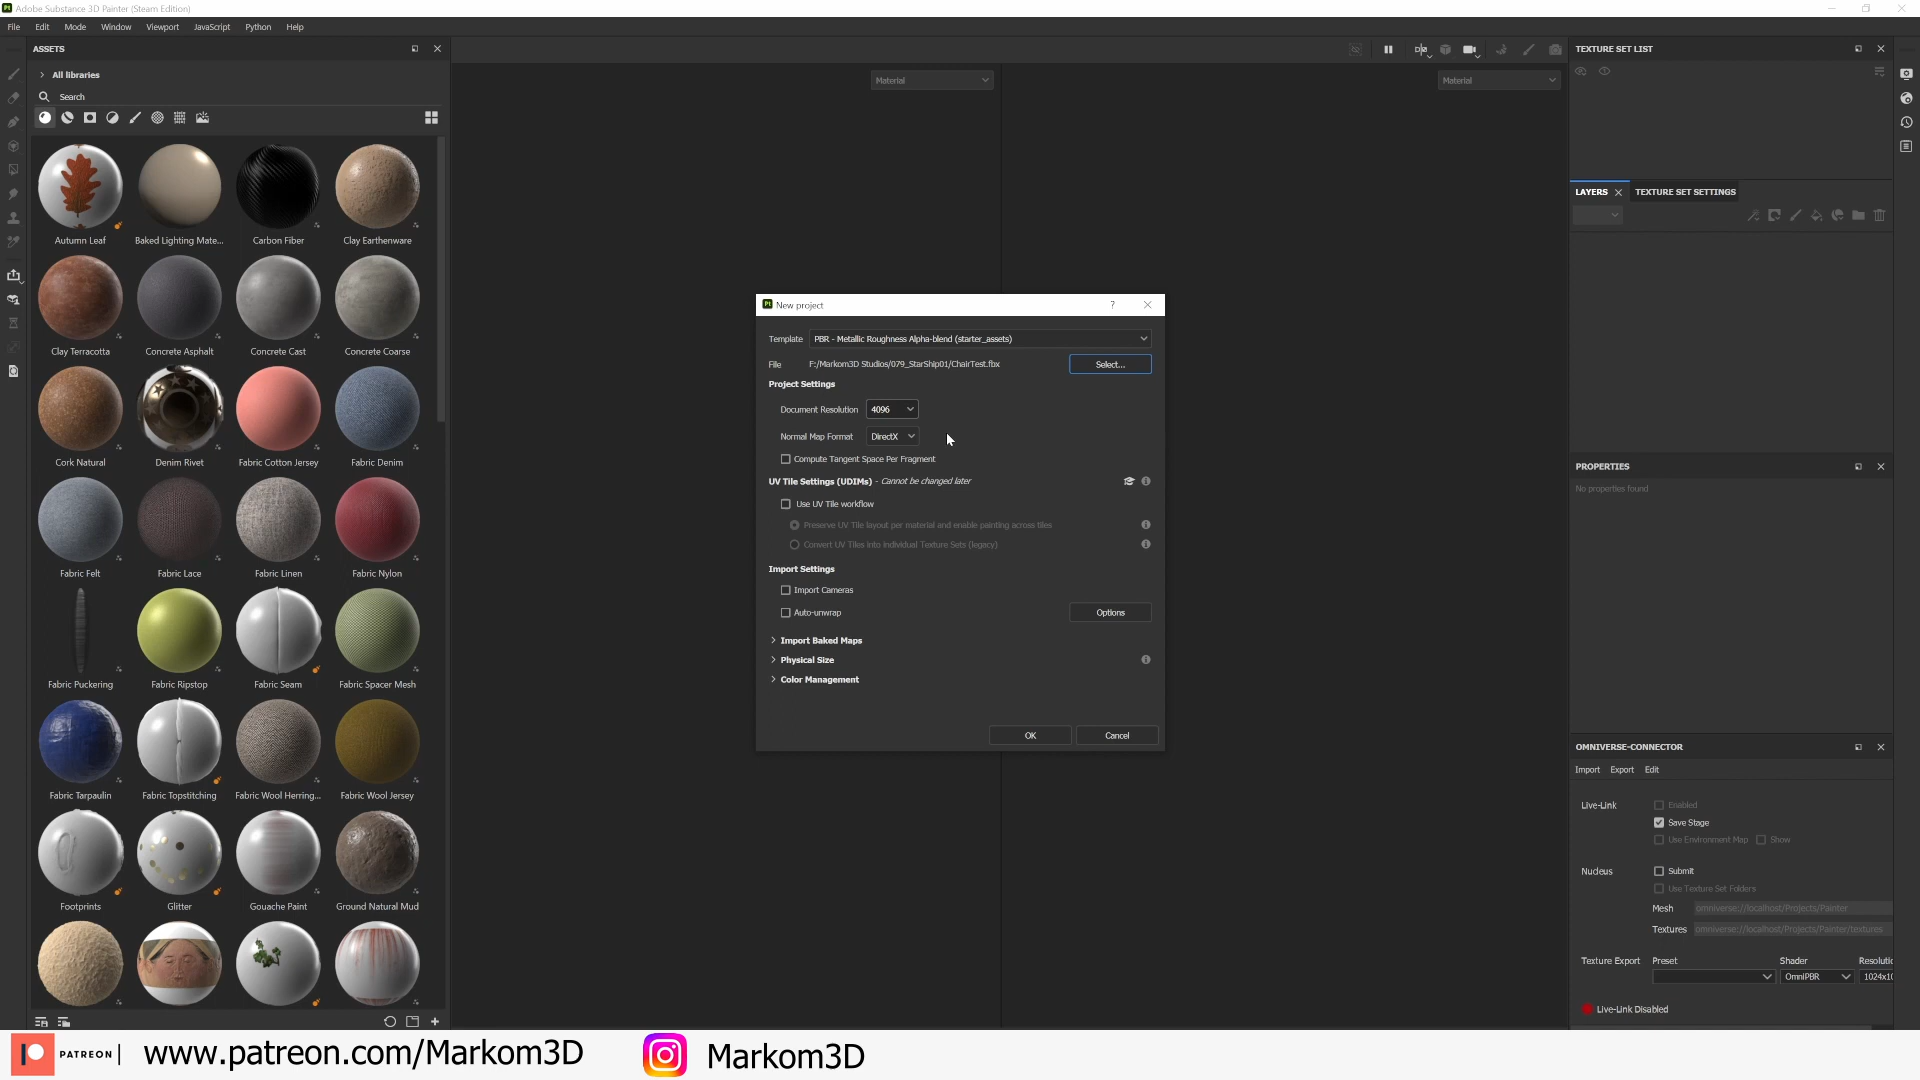 Adobe Substance 3D Painter (Steam Edition)
File Edit Mode Window Viewport JavaScript Python Help
ASSETS
All libraries
Search
Autumn Leaf
Baked Lighting Mate...
Carbon Fiber
Clay Earthenware
Clay Terracotta
Concrete Asphalt
Concrete Cast
Concrete Coarse
Cork Natural
Denim Rivet
Fabric Cotton Jersey
Fabric Denim
Fabric Felt
Fabric Lace
Fabric Linen
Fabric Nylon
Fabric Puckering
Fabric Ripstop
Fabric Seam
Fabric Spacer Mesh
Fabric Tarpaulin
Fabric Topstitching
Fabric Wool Herring...
Fabric Wool Jersey
Footprints
Glitter
Gouache Paint
Ground Natural Mud
Material
Material
New project
?
Template PBR - Metallic Roughness Alpha-blend (starter_assets)
File F:/Markom3D Studios/079_StarShip01/ChairTest.fbx Select...
Project Settings
Document Resolution 4096
Normal Map Format DirectX
Compute Tangent Space Per Fragment
UV Tile Settings (UDIMs) - Cannot be changed later
Use UV Tile workflow
Preserve UV Tile layout per material and enable painting across tiles
Convert UV Tiles into individual Texture Sets (legacy)
Import Settings
Import Cameras
Auto-unwrap Options
Import Baked Maps
Physical Size
Color Management
OK Cancel
TEXTURE SET LIST
LAYERS TEXTURE SET SETTINGS
PROPERTIES
No properties found
OMNIVERSE-CONNECTOR
Import Export Edit
Live-Link Enabled
Save Stage
Use Environment Map Show
Nucleus Submit
Use Texture Set Folders
Mesh omniverse://localhost/Projects/Painter
Textures omniverse://localhost/Projects/Painter/textures
Texture Export Preset Shader Resolutio
OmniPBR 1024x10
Live-Link Disabled
PATREON | www.patreon.com/Markom3D Markom3D